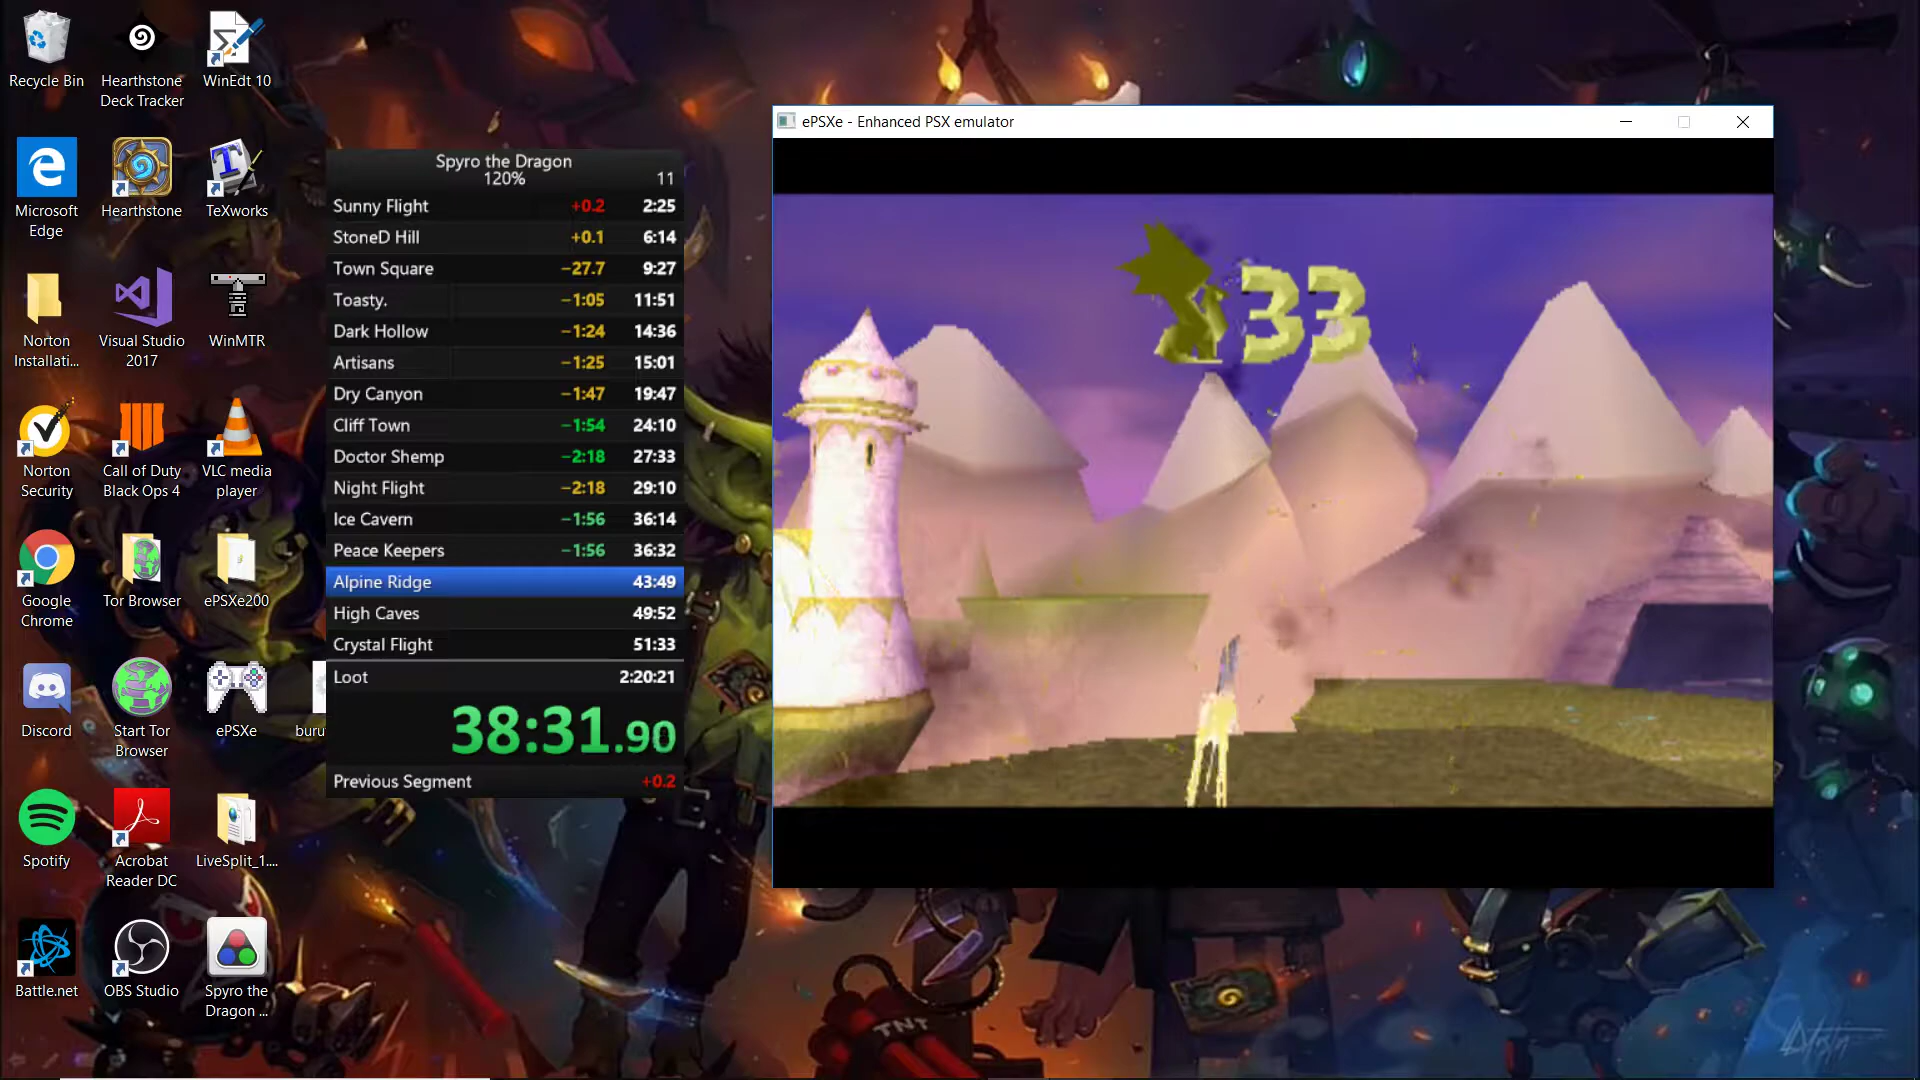 Recycle Bin
Hearthstone
Deck Tracker
WinEdt 10
Microsoft
Edge
Hearthstone
TeXworks
Norton
Installati...
Visual Studio
2017
WinMTR
Norton
Security
Call of Duty
Black Ops 4
VLC media
player
Google
Chrome
Tor Browser
ePSXe200
Discord
Start Tor
Browser
ePSXe
buru
Spotify
Acrobat
Reader DC
LiveSplit_1....
Battle.net
OBS Studio
Spyro the
Dragon ...
Spyro the Dragon
120% 11
Sunny Flight +0.2 2:25
StoneD Hill +0.1 6:14
Town Square −27.7 9:27
Toasty. −1:05 11:51
Dark Hollow −1:24 14:36
Artisans −1:25 15:01
Dry Canyon −1:47 19:47
Cliff Town −1:54 24:10
Doctor Shemp −2:18 27:33
Night Flight −2:18 29:10
Ice Cavern −1:56 36:14
Peace Keepers −1:56 36:32
Alpine Ridge 43:49
High Caves 49:52
Crystal Flight 51:33
Loot 2:20:21
38:31.90
Previous Segment +0.2
ePSXe - Enhanced PSX emulator
33
TNT